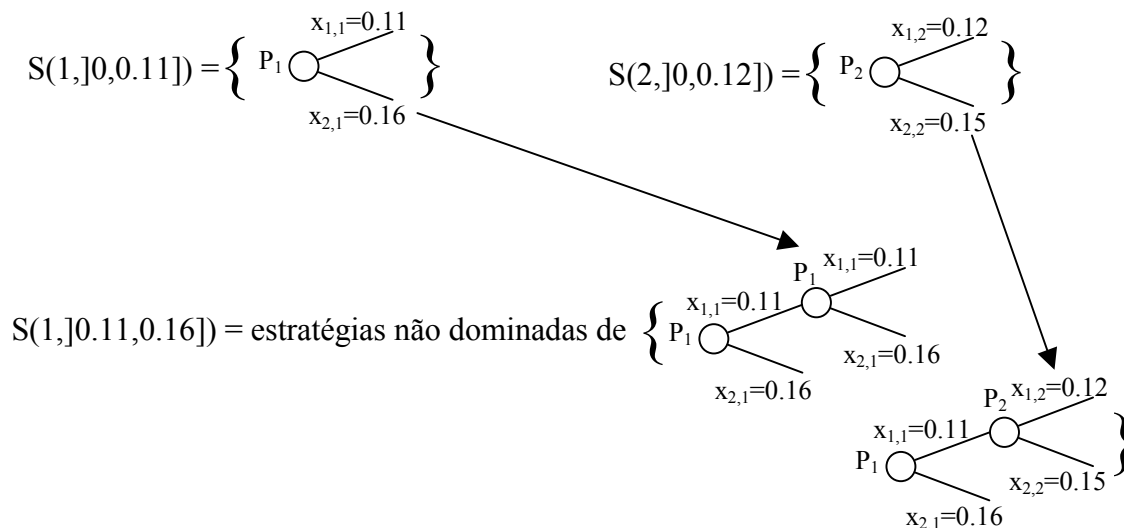 x1,1=0.11
S(1,]0,0.11]) = { P1 }
x2,1=0.16
x1,2=0.12
S(2,]0,0.12]) = { P2 }
x2,2=0.15
P1 x1,1=0.11
x1,1=0.11
S(1,]0.11,0.16]) = estratégias não dominadas de { P1
x2,1=0.16
x2,1=0.16
P2 x1,2=0.12
x1,1=0.11
P1 }
x2,2=0.15
x2,1=0.16